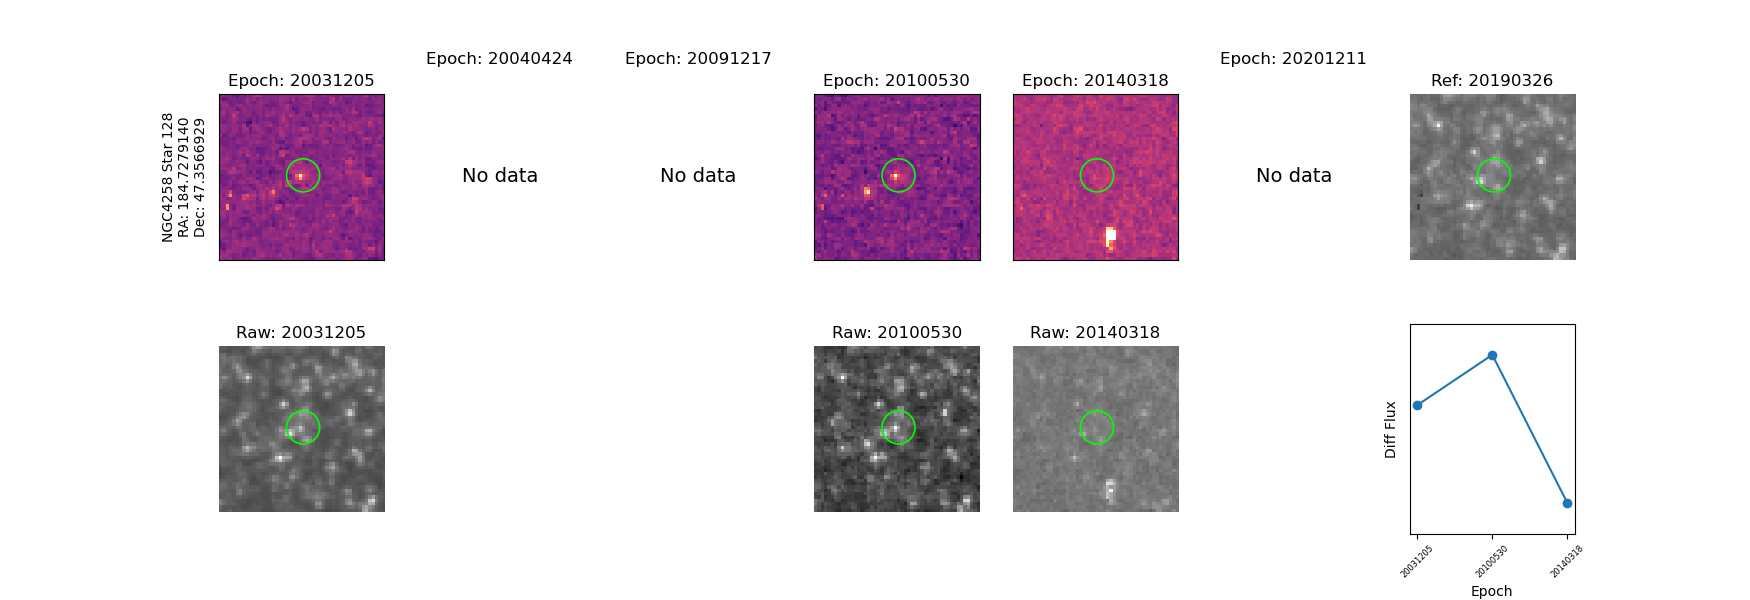 Epoch: 20040424
Epoch: 20091217
Epoch: 20201211
Epoch: 20031205
Epoch: 20100530
Epoch: 20140318
Ref: 20190326
NGC4258 Star 128
RA: 184.7279140
Dec: 47.3566929
No data
No data
No data
Raw: 20031205
Raw: 20100530
Raw: 20140318
Diff Flux
20031205
20100530
20140318
Epoch